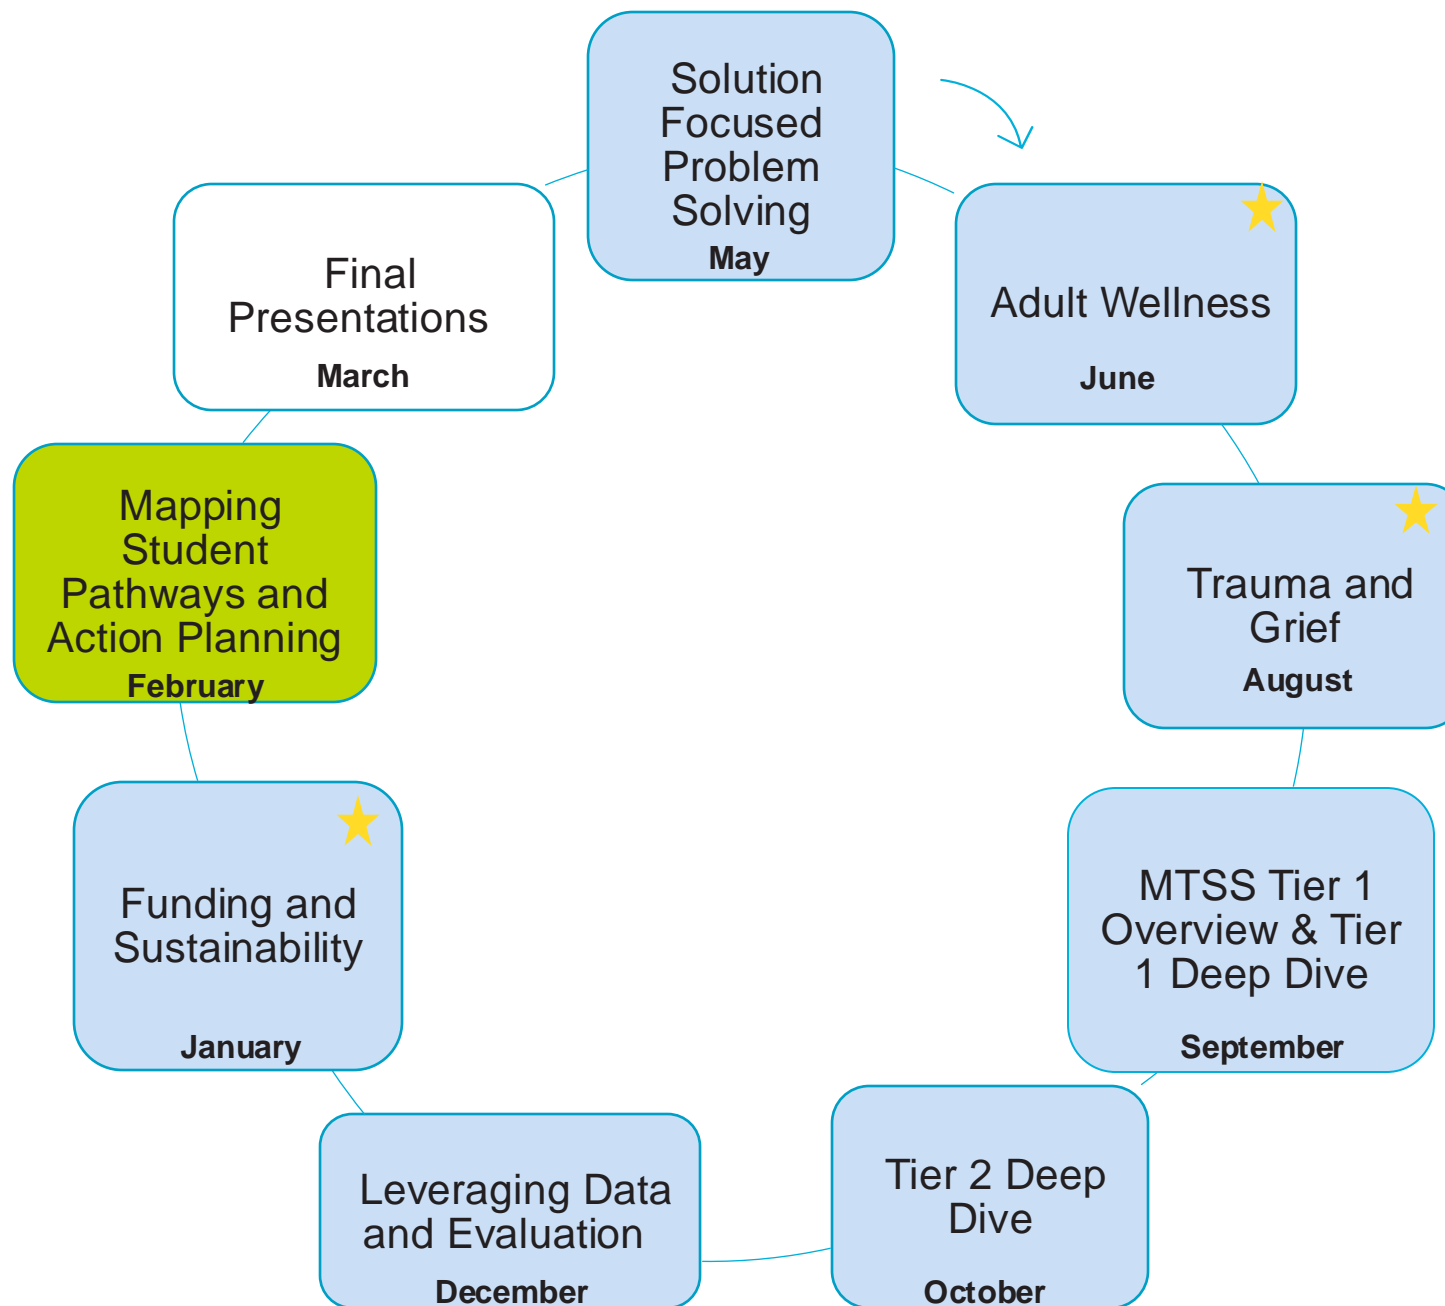 Solution
Focused
Problem
Solving
May
Adult Wellness
June
Trauma and
Grief
August
MTSS Tier 1
Overview & Tier
1 Deep Dive
September
Tier 2 Deep
Dive
October
Leveraging Data
and Evaluation
December
Funding and
Sustainability
January
Mapping
Student
Pathways and
Action Planning
February
Final
Presentations
March